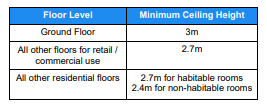 Floor Level Minimum Ceiling Height
Ground Floor 3m
All other floors for retail / 2.7m
commercial use
All other residential floors 2.7m for habitable rooms
2.4m for non-habitable rooms